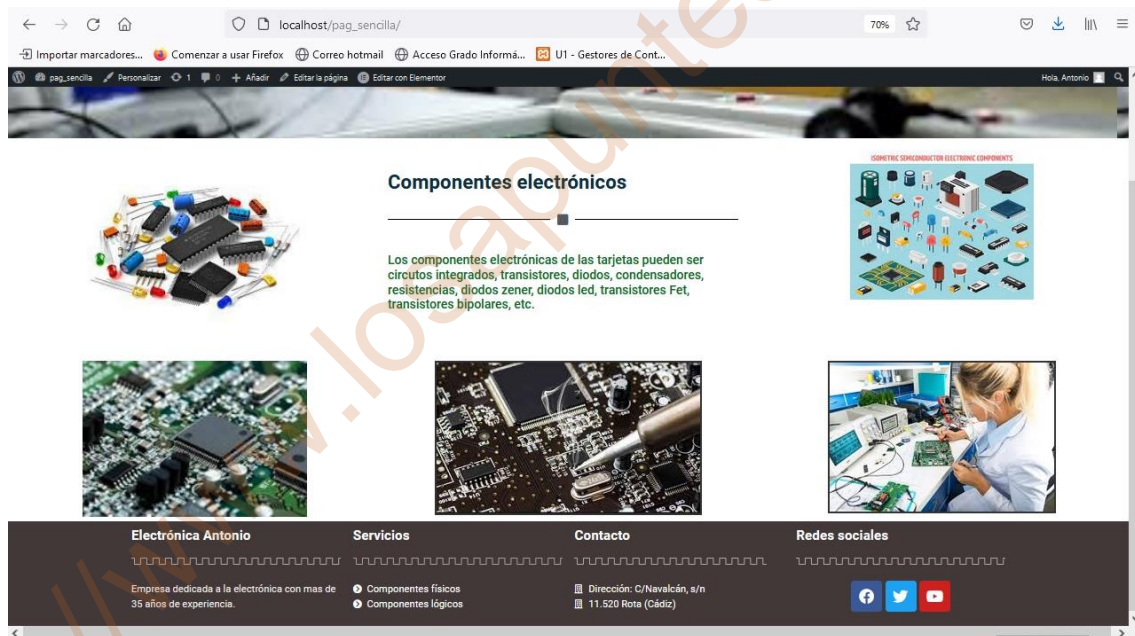 localhost/pag_sencilla/
70%
Importar marcadores... Comenzar a usar Firefox Correo hotmail Acceso Grado Informá... U1 - Gestores de Cont...
pag_sencilla Personalizar 1 0 Añadir Editar la página Editar con Elementor Hola, Antonio
ISOMETRIC SEMICONDUCTOR ELECTRONIC COMPONENTS
Componentes electrónicos
Los componentes electrónicas de las tarjetas pueden ser
circutos integrados, transistores, diodos, condensadores,
resistencias, diodos zener, diodos led, transistores Fet,
transistores bipolares, etc.
Electrónica Antonio
Empresa dedicada a la electrónica con mas de
35 años de experiencia.
Servicios
Componentes físicos
Componentes lógicos
Contacto
Dirección: C/Navalcán, s/n
11.520 Rota (Cádiz)
Redes sociales
//www.losapunte